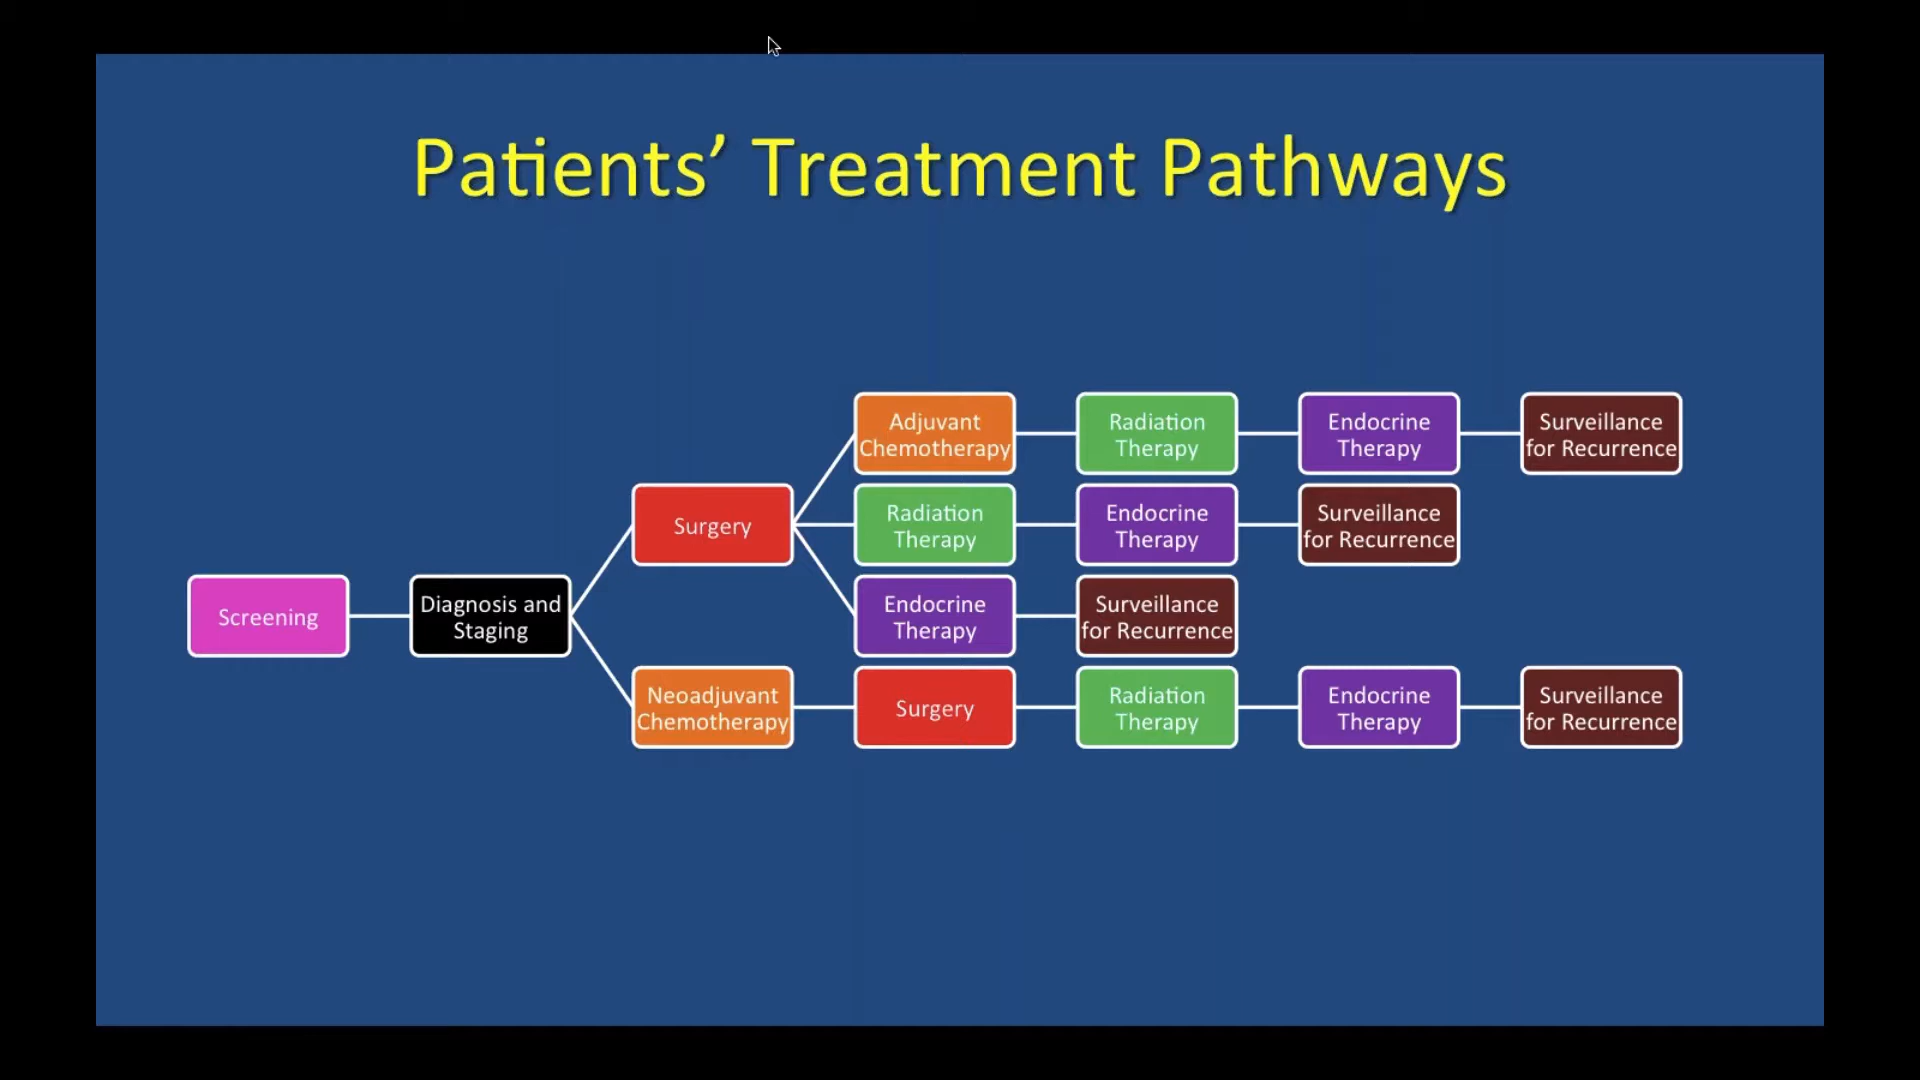 Patients’ Treatment Pathways
Adjuvant
Chemotherapy
Radiation
Therapy
Endocrine
Therapy
Surveillance
for Recurrence
Surgery
Radiation
Therapy
Endocrine
Therapy
Surveillance
for Recurrence
Screening
Diagnosis and
Staging
Endocrine
Therapy
Surveillance
for Recurrence
Neoadjuvant
Chemotherapy
Surgery
Radiation
Therapy
Endocrine
Therapy
Surveillance
for Recurrence